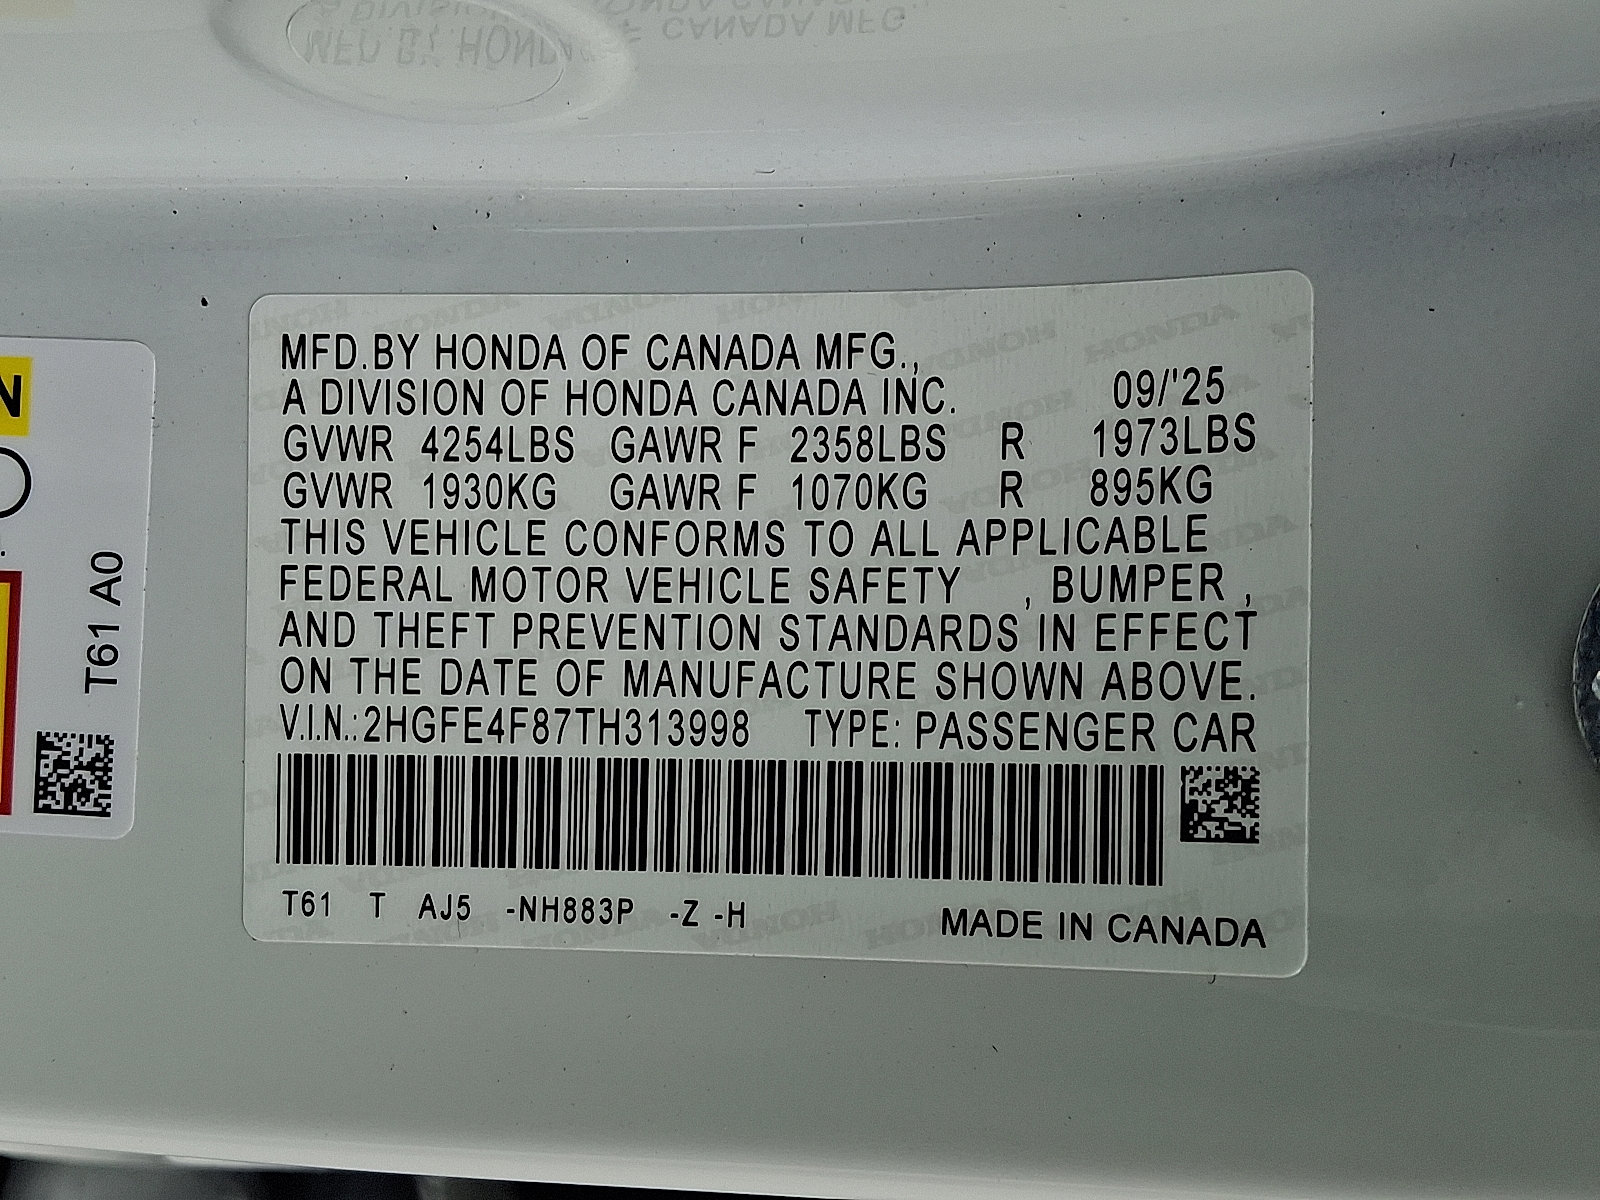 MFD.BY HONDA OF CANADA MFG.,
A DIVISION OF HONDA CANADA INC. 09/'25
GVWR 4254LBS GAWR F 2358LBS R 1973LBS
GVWR 1930KG GAWR F 1070KG R 895KG
THIS VEHICLE CONFORMS TO ALL APPLICABLE
FEDERAL MOTOR VEHICLE SAFETY , BUMPER ,
AND THEFT PREVENTION STANDARDS IN EFFECT
ON THE DATE OF MANUFACTURE SHOWN ABOVE.
V.I.N.:2HGFE4F87TH313998 TYPE: PASSENGER CAR
T61 T AJ5 -NH883P -Z -H MADE IN CANADA
T61 A0
N